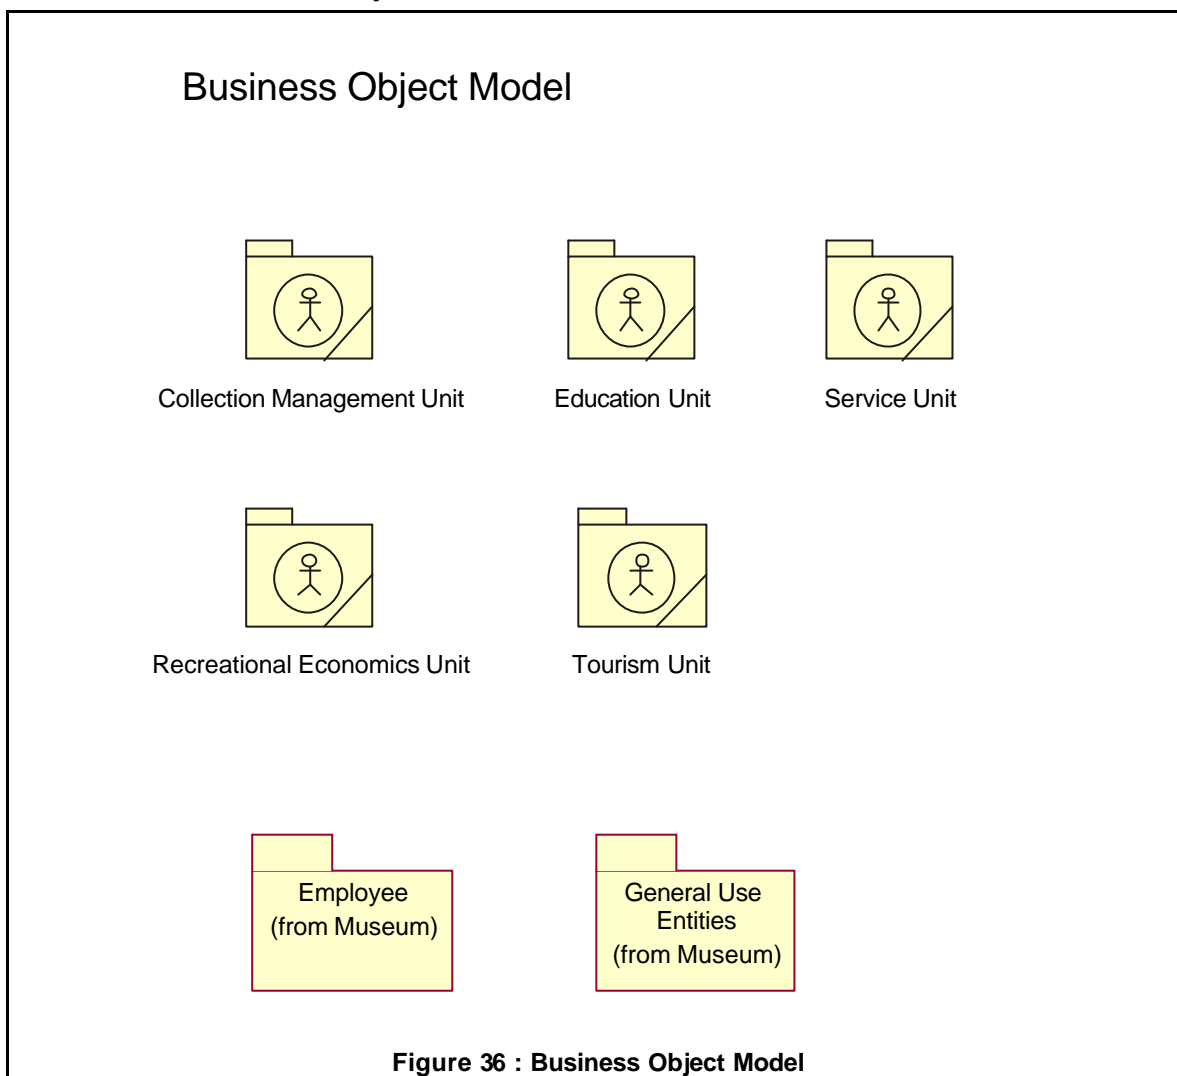 Business Object Model
Collection Management Unit
Education Unit
Service Unit
Recreational Economics Unit
Tourism Unit
Employee
(from Museum)
General Use
Entities
(from Museum)
Figure 36 : Business Object Model